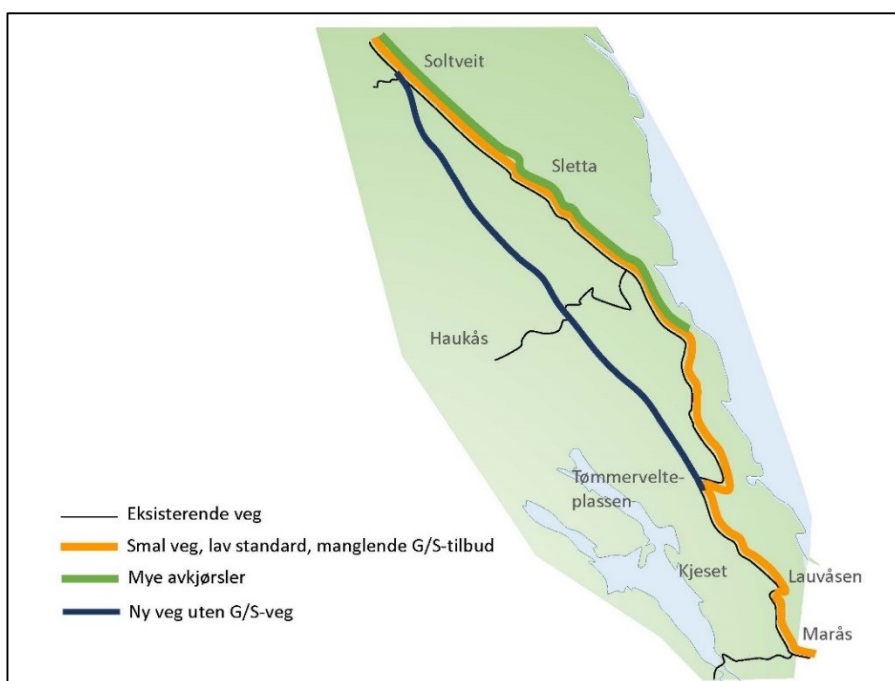 Soltveit
Sletta
Haukås
Tømmervelte-
plassen
Kjeset
Lauvåsen
Marås
Eksisterende veg
Smal veg, lav standard, manglende G/S-tilbud
Mye avkjørsler
Ny veg uten G/S-veg